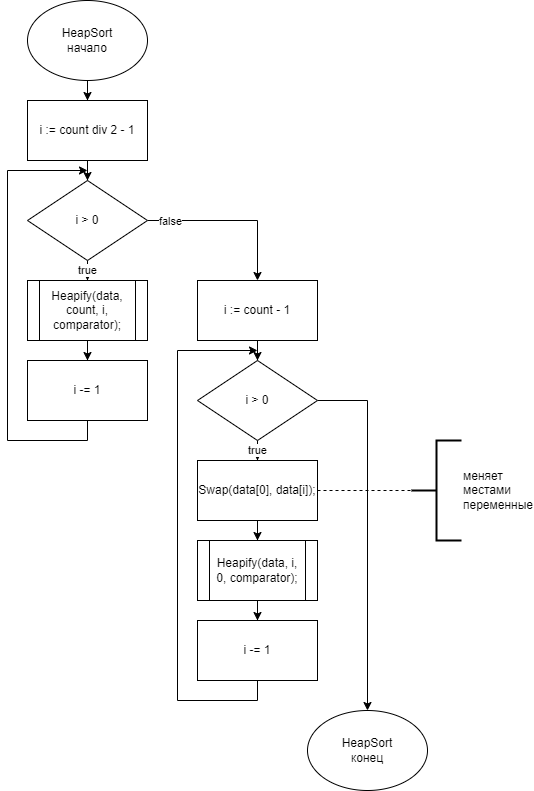 HeapSort
начало
i := count div 2 - 1
i > 0
false
true
Heapify(data,
count, i,
comparator);
i -= 1
i := count - 1
i > 0
true
Swap(data[0], data[i]);
меняет
местами
переменные
Heapify(data, i,
0, comparator);
i -= 1
HeapSort
конец